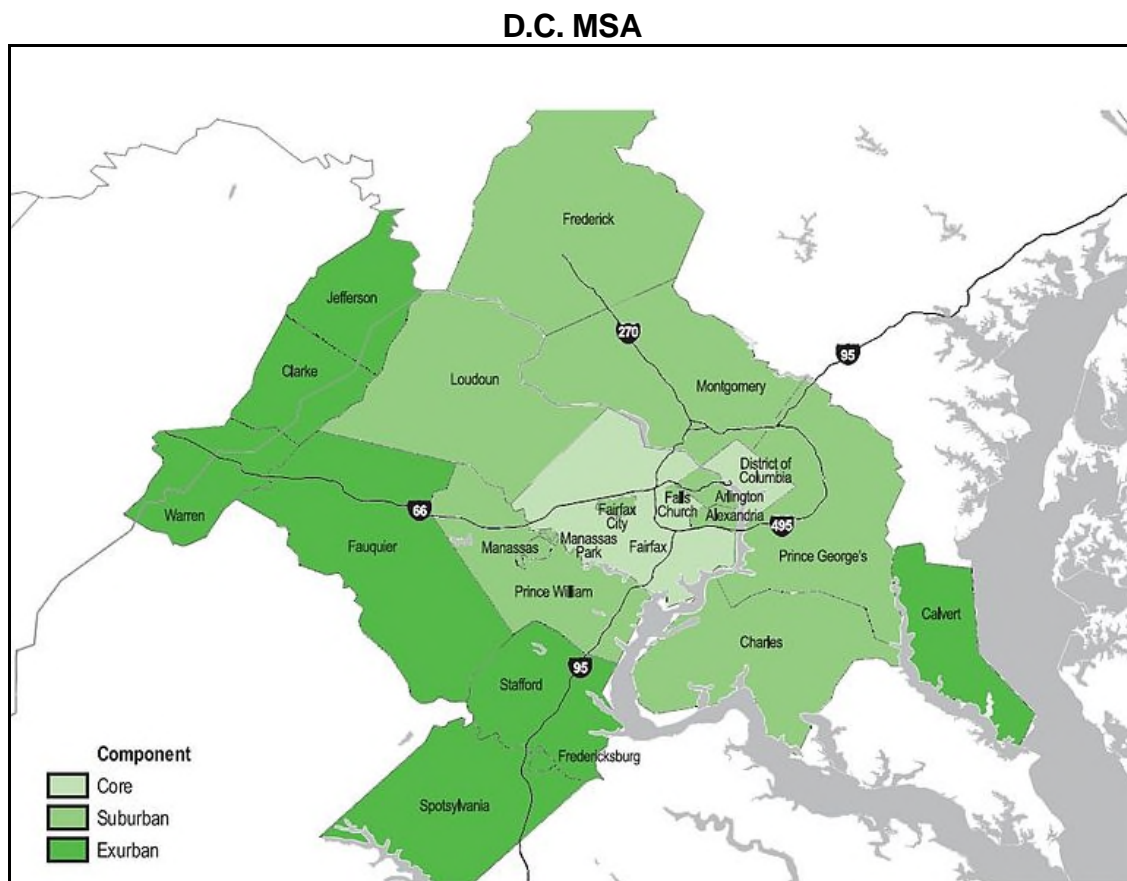 D.C. MSA
Frederick
Jefferson
270
95
Clarke
Loudoun
Montgomery
District of
Columbia
Falls
Church
Arlington
Alexandria
Fairfax
City
66
Warren
495
Manassas
Manassas
Park
Fairfax
Fauquier
Prince George's
Prince William
Calvert
Charles
95
Stafford
Fredericksburg
Spotsylvania
Component
Core
Suburban
Exurban